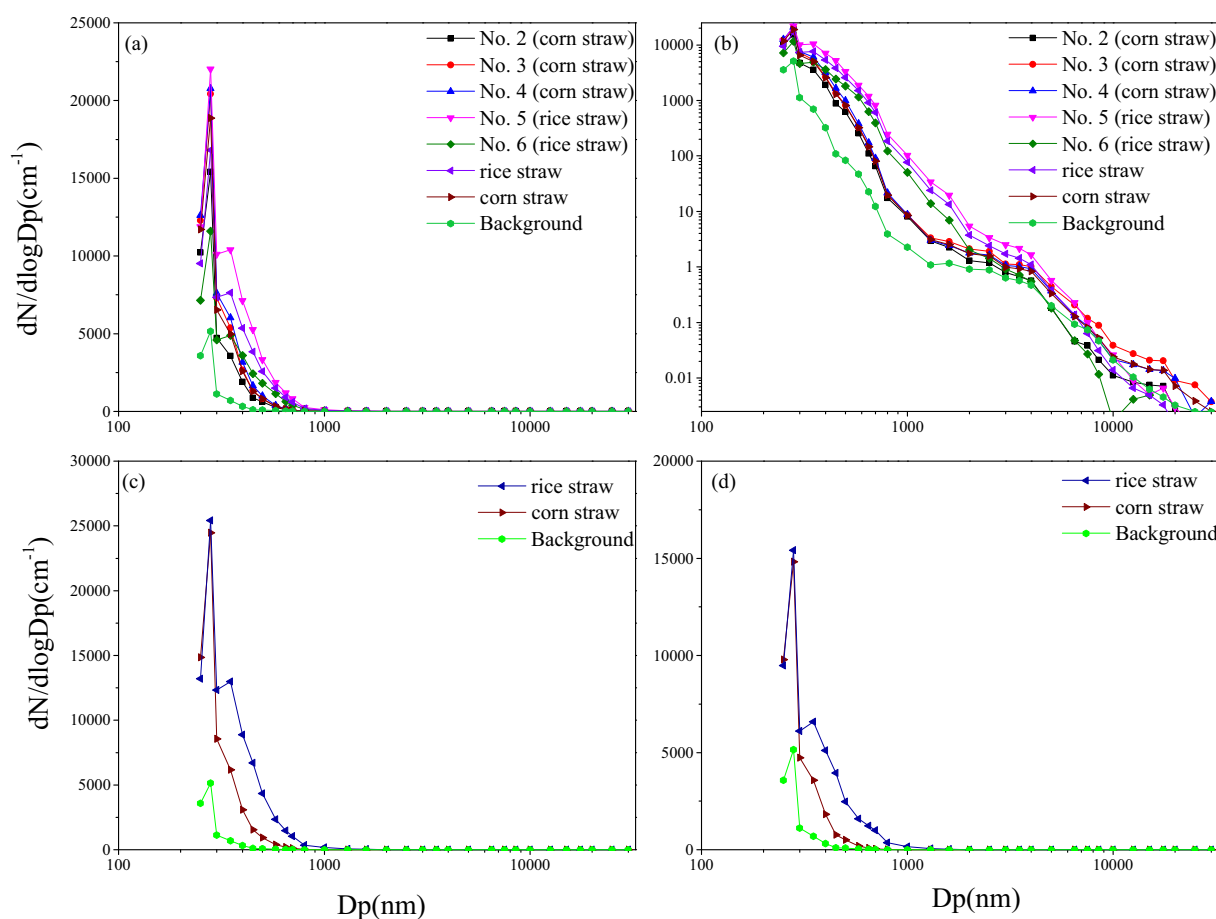 (a)
No. 2 (corn straw)
No. 3 (corn straw)
No. 4 (corn straw)
No. 5 (rice straw)
No. 6 (rice straw)
rice straw
corn straw
Background
25000
20000
15000
10000
5000
0
100
1000
10000
dN/dlogDp(cm⁻¹)
(b)
No. 2 (corn straw)
No. 3 (corn straw)
No. 4 (corn straw)
No. 5 (rice straw)
No. 6 (rice straw)
rice straw
corn straw
Background
10000
1000
100
10
1
0.1
0.01
100
1000
10000
(c)
rice straw
corn straw
Background
30000
25000
20000
15000
10000
5000
0
100
1000
10000
dN/dlogDp(cm⁻¹)
Dp(nm)
(d)
rice straw
corn straw
Background
20000
15000
10000
5000
0
100
1000
10000
Dp(nm)